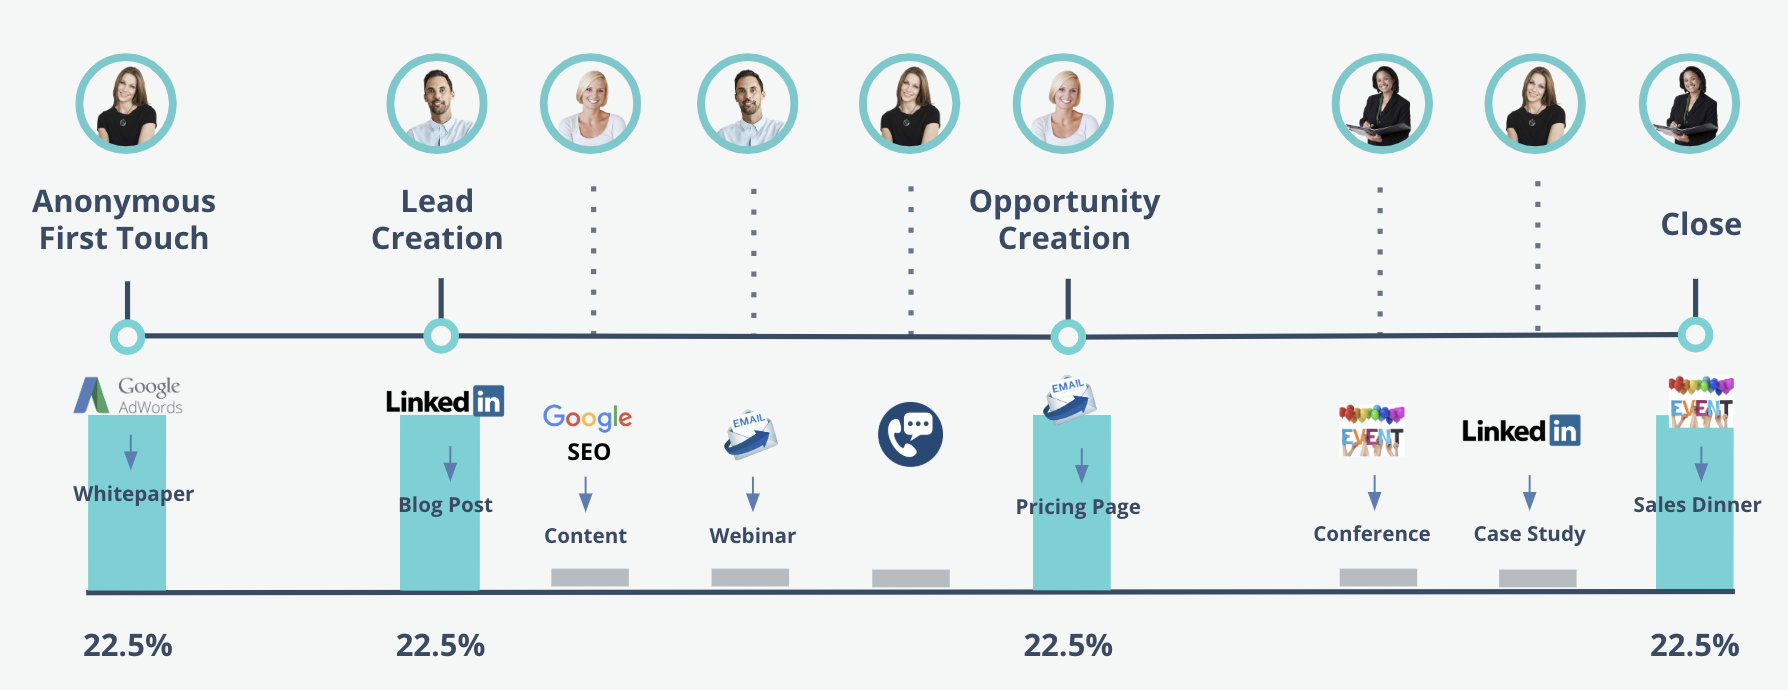 Anonymous
First Touch
Lead
Creation
Opportunity
Creation
Close
Google
AdWords
Whitepaper
Linked in
Blog Post
Google
SEO
Content
EMAIL
Webinar
EMAIL
Pricing Page
EVENT
Conference
Linked in
Case Study
EVENT
Sales Dinner
22.5%
22.5%
22.5%
22.5%